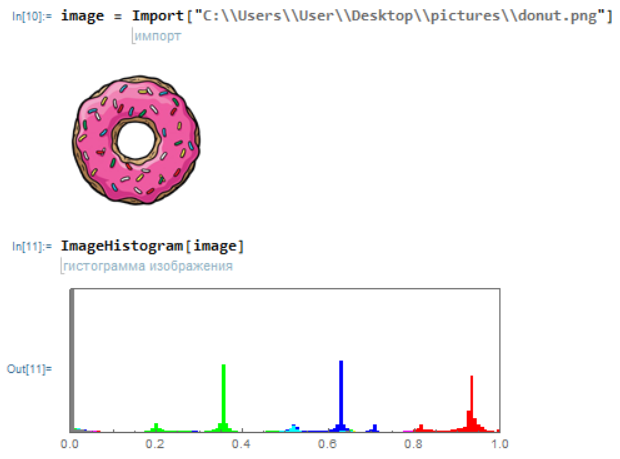 In[10]:= image = Import["C:\\Users\\User\\Desktop\\pictures\\donut.png"]
импорт
In[11]:= ImageHistogram[image]
гистограмма изображения
Out[11]=
0.0 0.2 0.4 0.6 0.8 1.0